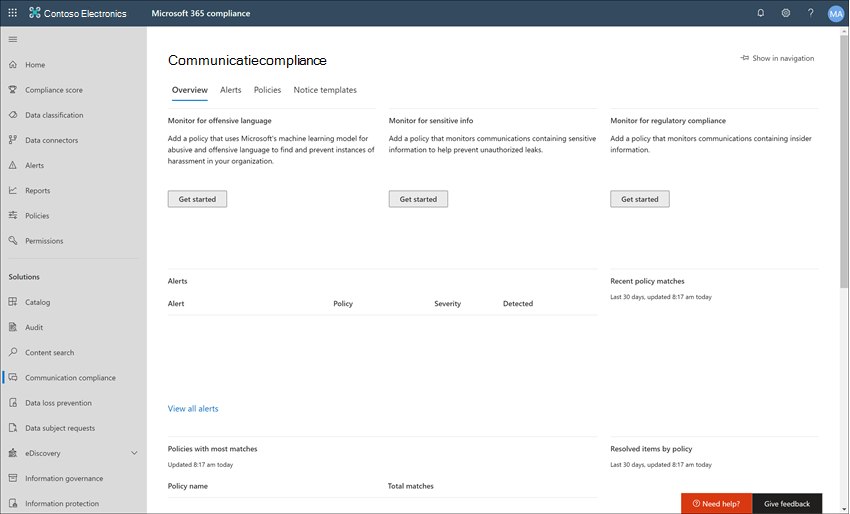 Contoso Electronics
Microsoft 365 compliance
?
MA
Home
Compliance score
Data classification
Data connectors
Alerts
Reports
Policies
Permissions
Solutions
Catalog
Audit
Content search
Communication compliance
Data loss prevention
Data subject requests
eDiscovery
Information governance
Information protection
Communicatiecompliance
Show in navigation
Overview Alerts Policies Notice templates
Monitor for offensive language
Add a policy that uses Microsoft's machine learning model for
abusive and offensive language to find and prevent instances of
harassment in your organization.
Get started
Monitor for sensitive info
Add a policy that monitors communications containing sensitive
information to help prevent unauthorized leaks.
Get started
Monitor for regulatory compliance
Add a policy that monitors communications containing insider
information.
Get started
Alerts
Alert Policy Severity Detected
View all alerts
Recent policy matches
Last 30 days, updated 8:17 am today
Policies with most matches
Updated 8:17 am today
Policy name Total matches
Resolved items by policy
Last 30 days, updated 8:17 am today
Need help?
Give feedback